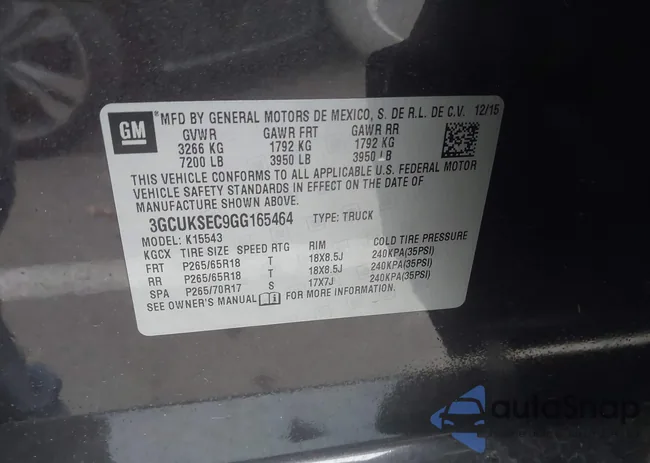 GM
*MFD BY GENERAL MOTORS DE MEXICO, S. DE R.L. DE C.V. 12/15
GVWR GAWR FRT GAWR RR
3266 KG 1792 KG 1792 KG
7200 LB 3950 LB 3950 LB
THIS VEHICLE CONFORMS TO ALL APPLICABLE U.S. FEDERAL MOTOR
VEHICLE SAFETY STANDARDS IN EFFECT ON THE DATE OF
MANUFACTURE SHOWN ABOVE.
3GCUKSEC9GG165464 TYPE: TRUCK
MODEL: K15543
KGCX TIRE SIZE SPEED RTG RIM COLD TIRE PRESSURE
FRT P265/65R18 T 18X8.5J 240KPA(35PSI)
RR P265/65R18 T 18X8.5J 240KPA(35PSI)
SPA P265/70R17 S 17X7J 240KPA(35PSI)
SEE OWNER'S MANUAL i FOR MORE INFORMATION.
autoSnap